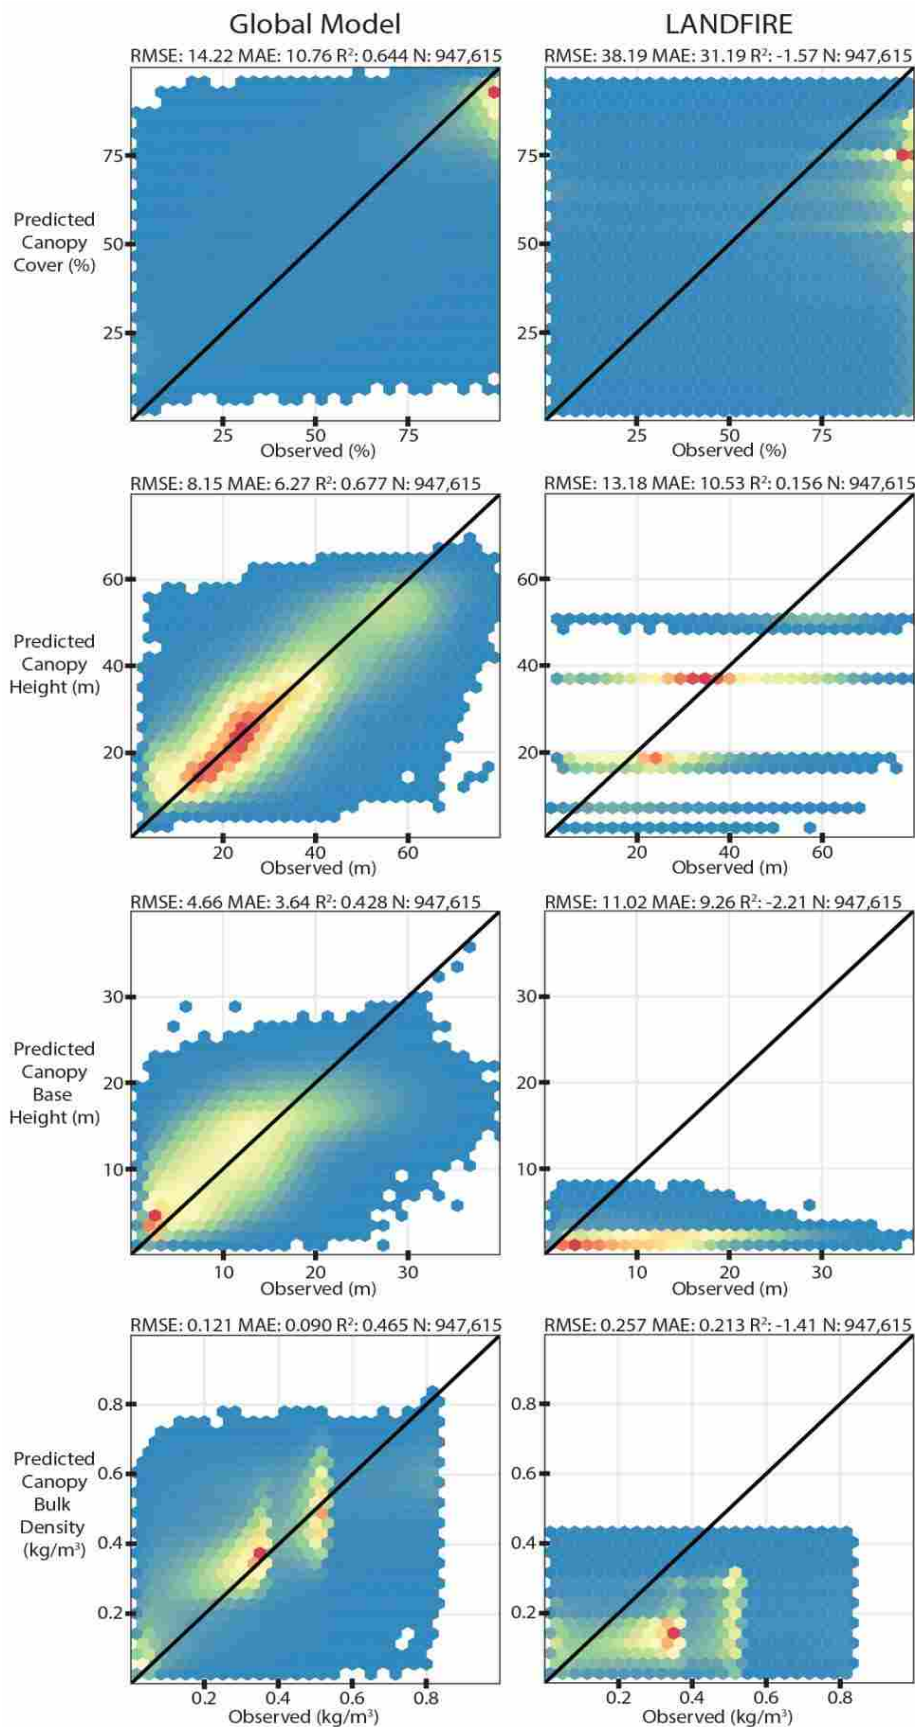 Global Model
LANDFIRE
RMSE: 14.22 MAE: 10.76 R²: 0.644 N: 947,615
RMSE: 38.19 MAE: 31.19 R²: -1.57 N: 947,615
Predicted
Canopy
Cover (%)
75
50
25
75
50
25
25
50
75
Observed (%)
25
50
75
Observed (%)
RMSE: 8.15 MAE: 6.27 R²: 0.677 N: 947,615
RMSE: 13.18 MAE: 10.53 R²: 0.156 N: 947,615
Predicted
Canopy
Height (m)
60
40
20
60
40
20
20
40
60
Observed (m)
20
40
60
Observed (m)
RMSE: 4.66 MAE: 3.64 R²: 0.428 N: 947,615
RMSE: 11.02 MAE: 9.26 R²: -2.21 N: 947,615
Predicted
Canopy
Base
Height (m)
30
20
10
30
20
10
10
20
30
Observed (m)
10
20
30
Observed (m)
RMSE: 0.121 MAE: 0.090 R²: 0.465 N: 947,615
RMSE: 0.257 MAE: 0.213 R²: -1.41 N: 947,615
Predicted
Canopy
Bulk
Density
(kg/m³)
0.8
0.6
0.4
0.2
0.8
0.6
0.4
0.2
0.2
0.4
0.6
0.8
Observed (kg/m³)
0.2
0.4
0.6
0.8
Observed (kg/m³)